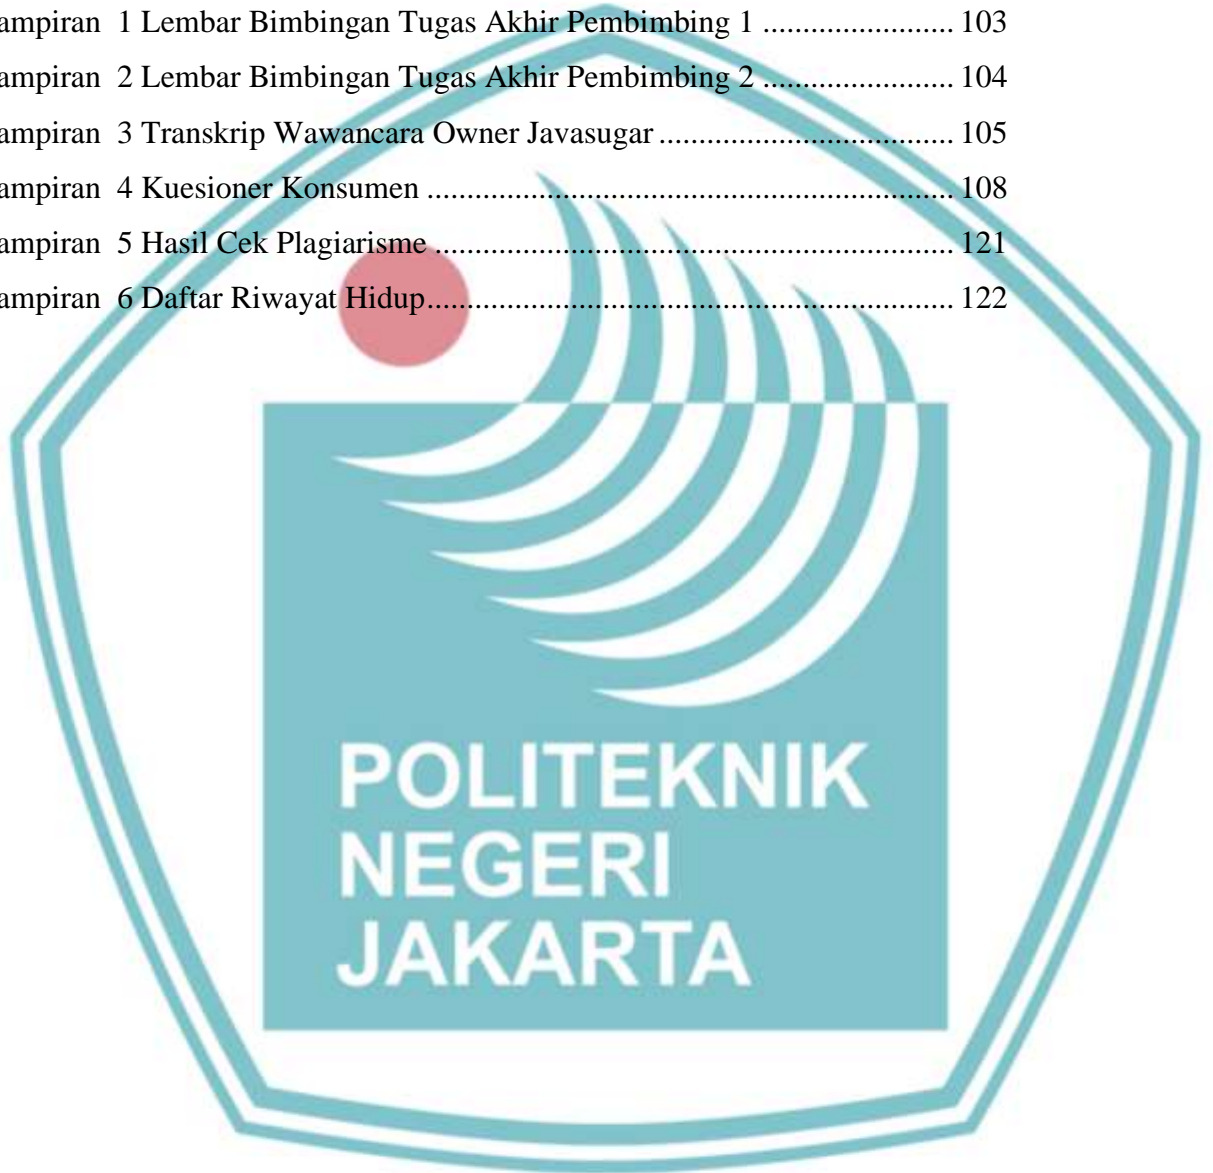 ampiran 1 Lembar Bimbingan Tugas Akhir Pembimbing 1 ....................... 103
ampiran 2 Lembar Bimbingan Tugas Akhir Pembimbing 2 ....................... 104
ampiran 3 Transkrip Wawancara Owner Javasugar .................................... 105
ampiran 4 Kuesioner Konsumen ................................................................ 108
ampiran 5 Hasil Cek Plagiarisme ............................................................... 121
ampiran 6 Daftar Riwayat Hidup ................................................................ 122
POLITEKNIK
NEGERI
JAKARTA